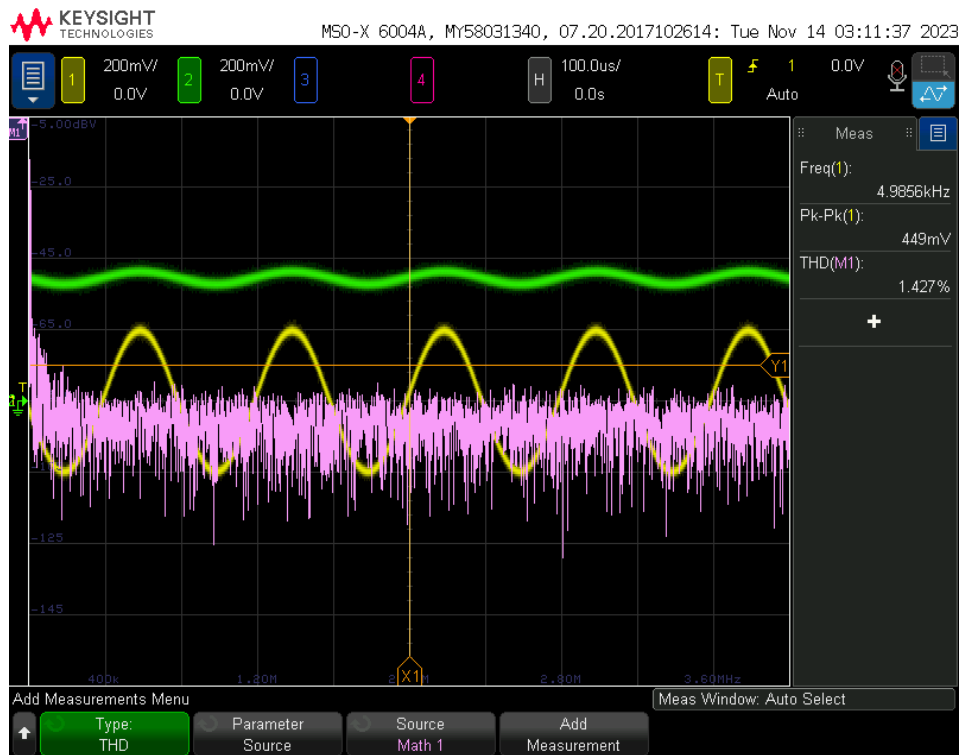 KEYSIGHT
TECHNOLOGIES
MSO-X 6004A, MY58031340, 07.20.2017102614: Tue Nov 14 03:11:37 2023
1 200mV/ 2 200mV/ 3 4 H 100.0us/ T 1 0.0V
0.0V 0.0V 0.0s Auto
M1 -5.00dBV
Meas
-25.0
Freq(1):
4.9856kHz
Pk-Pk(1):
449mV
-45.0
THD(M1):
1.427%
+
-65.0
Y1
T
-125
-145
400k 1.20M X1 2.80M 3.60MHz
Add Measurements Menu
Meas Window: Auto Select
Type:
THD
Parameter
Source
Source
Math 1
Add
Measurement